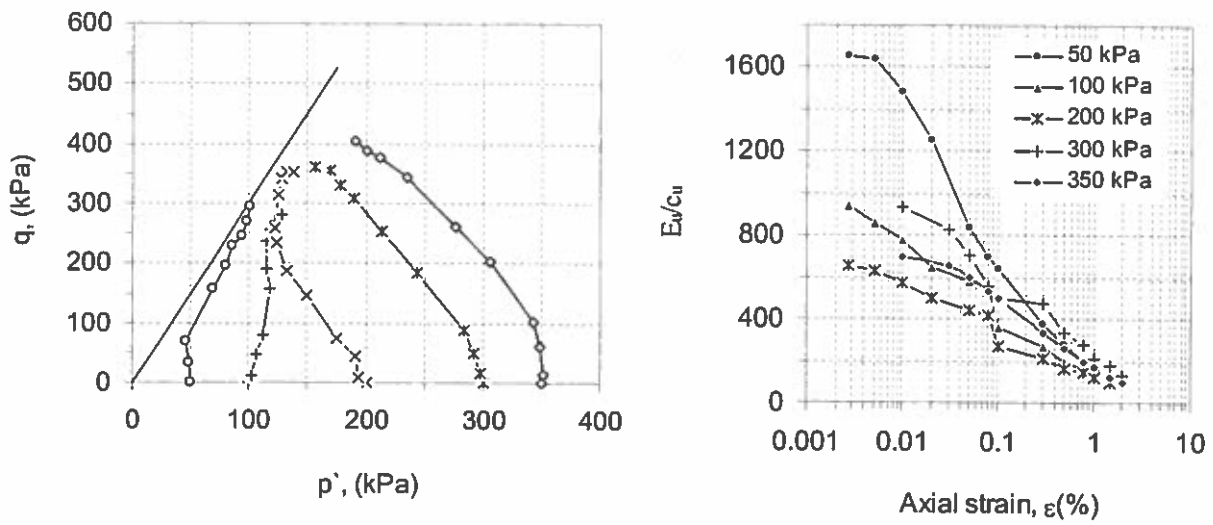 600
500
400
300
200
100
0
q, (kPa)
0 100 200 300 400
p`, (kPa)
1600
1200
800
400
0
Eu/cu
50 kPa
100 kPa
200 kPa
300 kPa
350 kPa
0.001 0.01 0.1 1 10
Axial strain, ε(%)